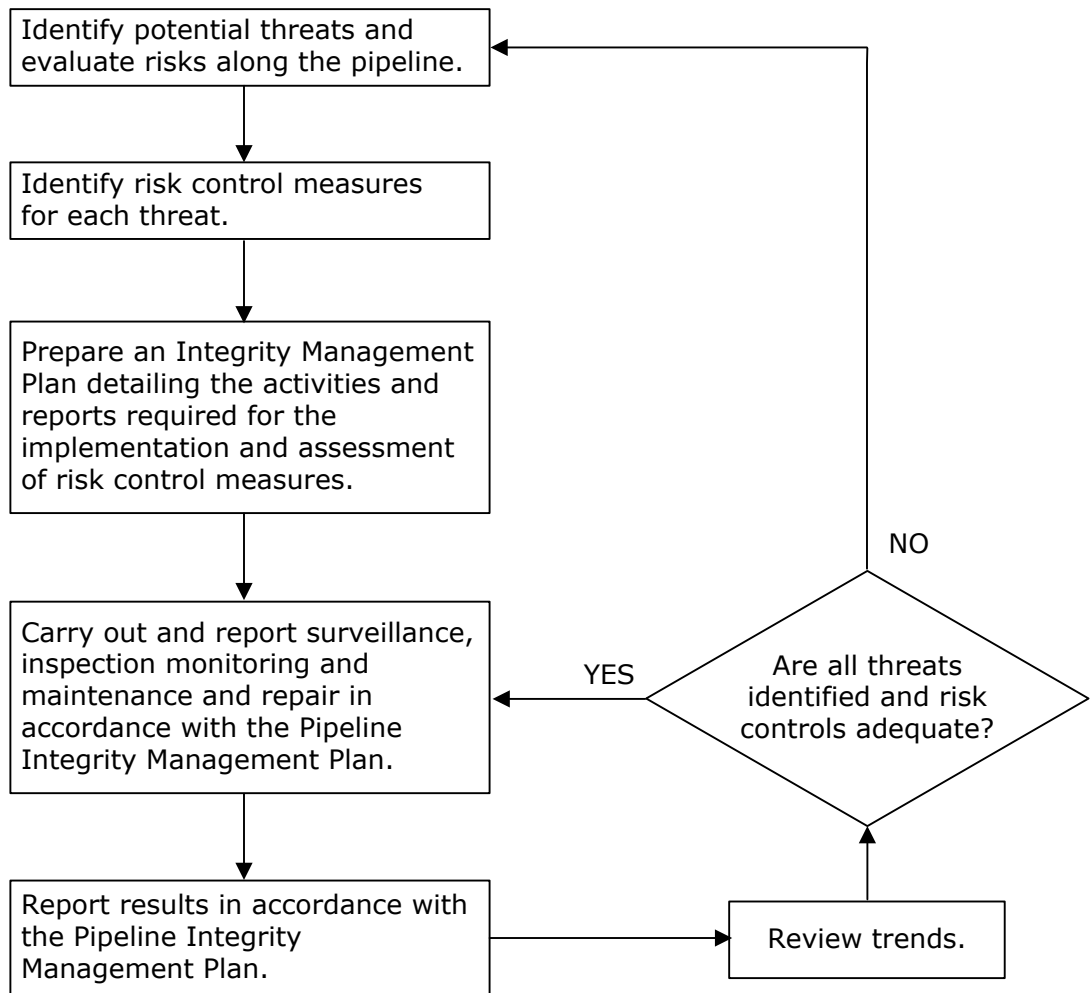 Identify potential threats and
evaluate risks along the pipeline.
Identify risk control measures
for each threat.
Prepare an Integrity Management
Plan detailing the activities and
reports required for the
implementation and assessment
of risk control measures.
NO
Carry out and report surveillance,
inspection monitoring and
maintenance and repair in
accordance with the Pipeline
Integrity Management Plan.
YES
Are all threats
identified and risk
controls adequate?
Report results in accordance with
the Pipeline Integrity
Management Plan.
Review trends.